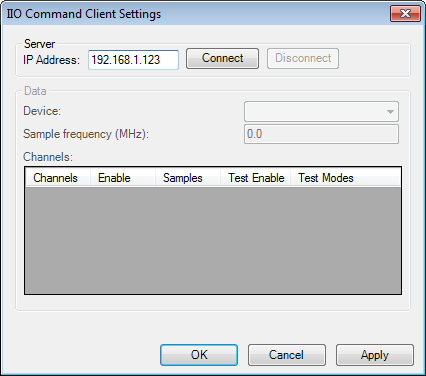 IIO Command Client Settings
Server
IP Address: 192.168.1.123 Connect Disconnect
Data
Device:
Sample frequency (MHz): 0.0
Channels:
Channels Enable Samples Test Enable Test Modes
OK Cancel Apply